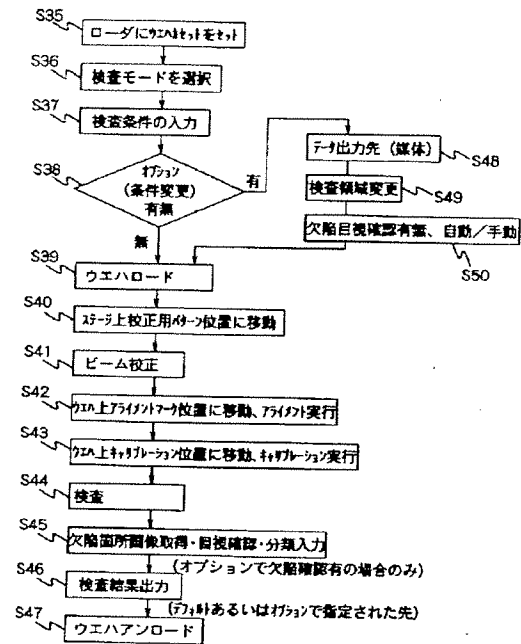 S35
ローダにウエハカセットをセット
S36
検査モードを選択
S37
検査条件の入力
S38
オプション
(条件変更)
有無
有
無
データ出力先(媒体)
S48
検査領域変更
S49
欠陥目視確認有無、自動/手動
S50
S39
ウエハロード
S40
ステージ上校正用パターン位置に移動
S41
ビーム校正
S42
ウエハ上アライメントマーク位置に移動、アライメント実行
S43
ウエハ上キャリブレーション位置に移動、キャリブレーション実行
S44
検査
S45
欠陥箇所画像取得・目視確認・分類入力
(オプションで欠陥確認有の場合のみ)
S46
検査結果出力
(デフォルトあるいはオプションで指定された先)
S47
ウエハアンロード